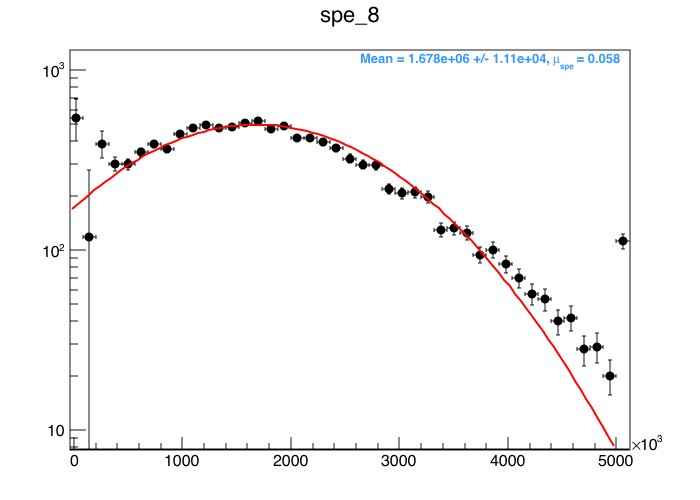 spe_8
Mean = 1.678e+06 +/- 1.11e+04, μspe = 0.058
10³
10²
10
0 1000 2000 3000 4000 5000 ×10³